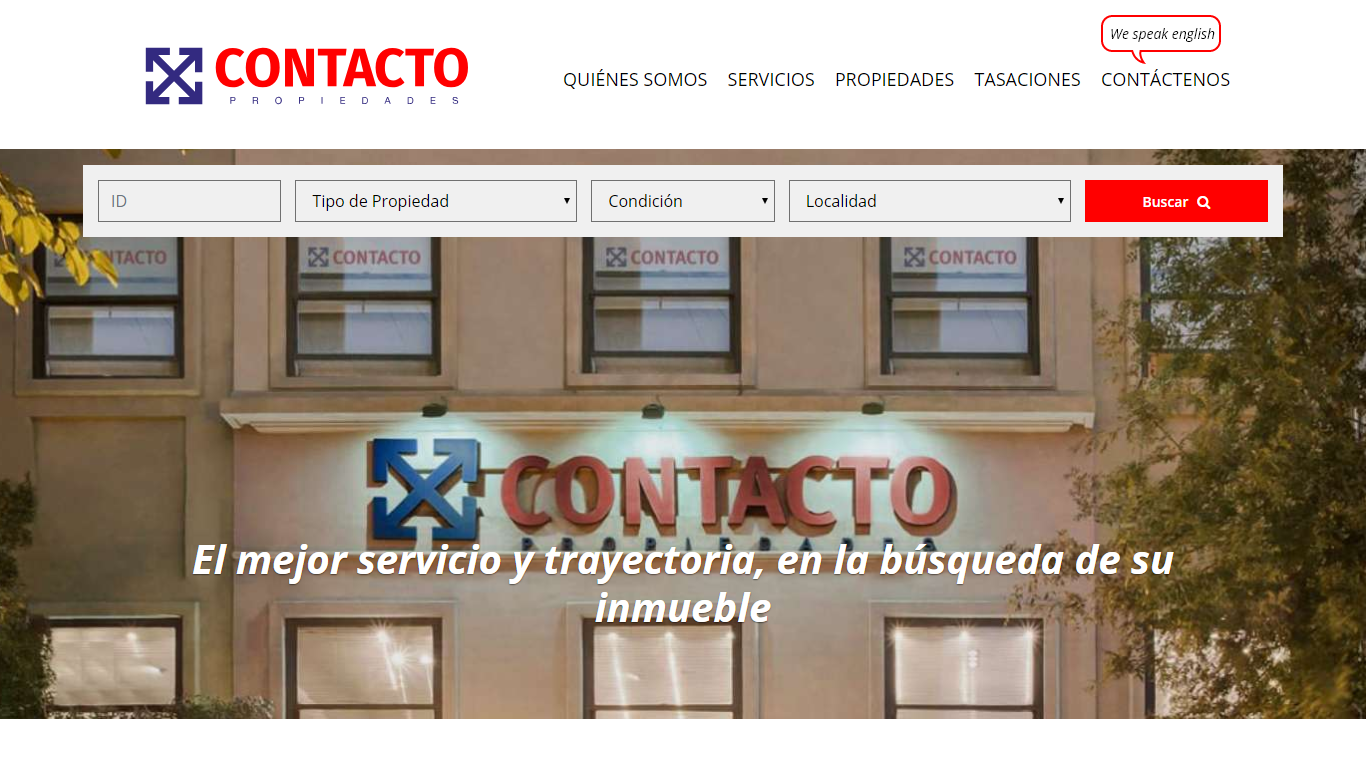 We speak english
CONTACTO
PROPIEDADES
QUIÉNES SOMOS SERVICIOS PROPIEDADES TASACIONES CONTÁCTENOS
ID Tipo de Propiedad Condición Localidad Buscar
CONTACTO CONTACTO CONTACTO CONTACTO
CONTACTO
PROPIEDADES
El mejor servicio y trayectoria, en la búsqueda de su
inmueble